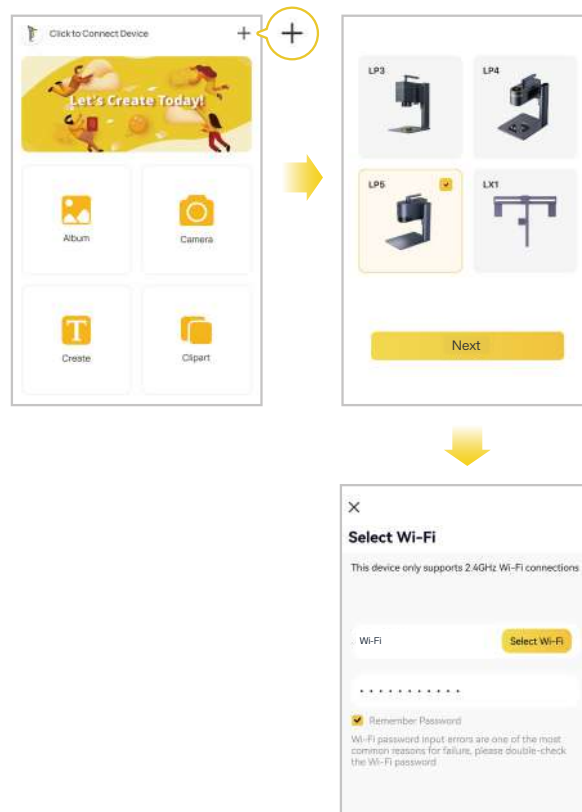 Click to Connect Device
Let's Create Today!
Album
Camera
Create
Clipart
LP3
LP4
LP5
LX1
Next
Select Wi-Fi
This device only supports 2.4GHz Wi-Fi connections
Wi-Fi
Select Wi-Fi
Remember Password
Wi-Fi password input errors are one of the most
common reasons for failure, please double-check
the Wi-Fi password